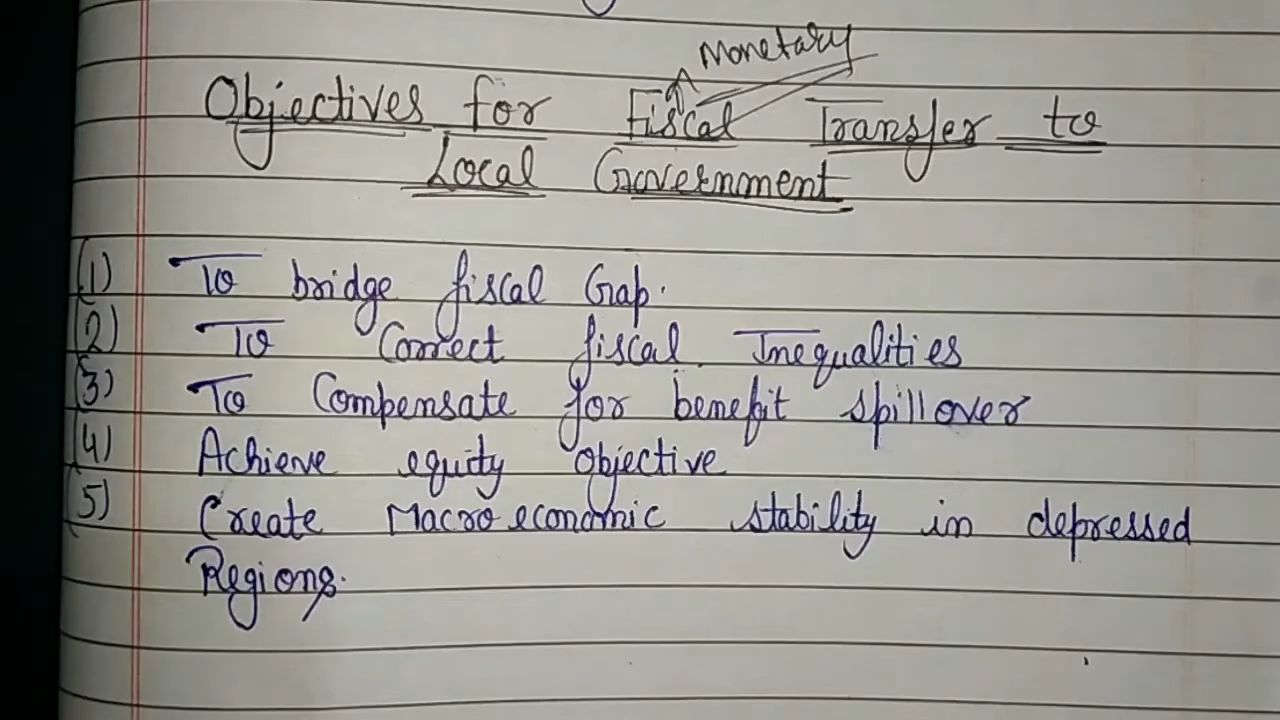 Monetary
Objectives for Fiscal Transfer to
Local Government
(1) To bridge fiscal Gap.
(2) To Correct fiscal Inequalities
(3) To Compensate for benefit spillover
(4) Achieve equity objective
(5) Create Macroeconomic stability in depressed
Regions.